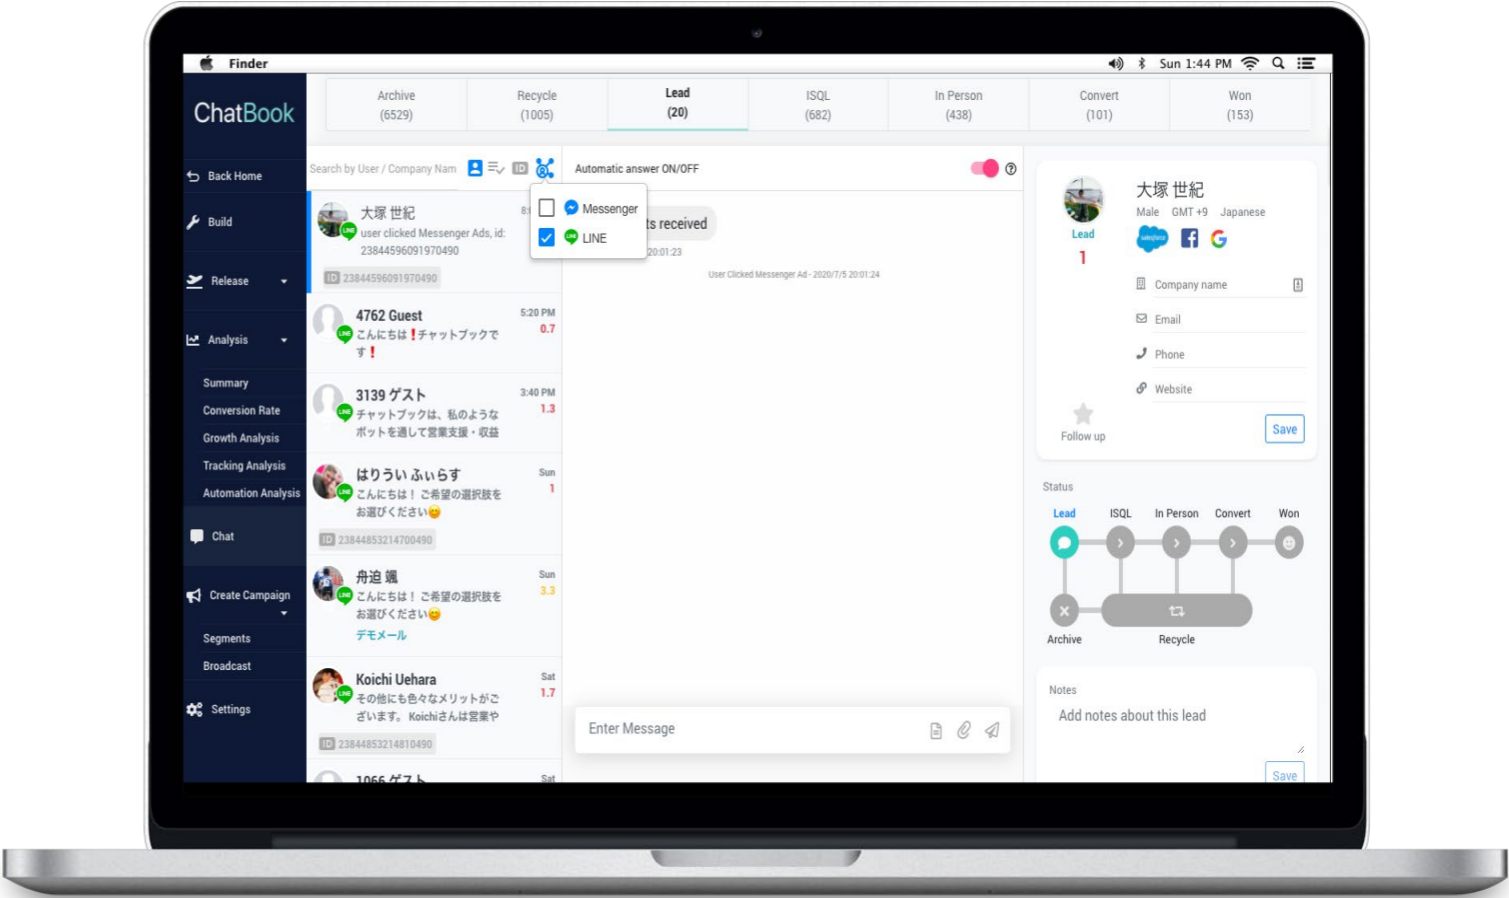 Finder
Sun 1:44 PM
ChatBook
Archive
(6529)
Recycle
(1005)
Lead
(20)
ISQL
(682)
In Person
(438)
Convert
(101)
Won
(153)
Back Home
Build
Release
Analysis
Summary
Conversion Rate
Growth Analysis
Tracking Analysis
Automation Analysis
Chat
Create Campaign
Segments
Broadcast
Settings
Search by User / Company Nam
ID
Messenger
LINE
大塚 世紀
8:
user clicked Messenger Ads, id:
23844596091970490
ID 23844596091970490
4762 Guest
5:20 PM
こんにちは❗チャットブックで
0.7
す❗
3139 ゲスト
3:40 PM
チャットブックは、私のような
1.3
ボットを通して営業支援・収益
はりうい ふぃらす
Sun
こんにちは！ ご希望の選択肢を
1
お選びください😊
ID 23844853214700490
舟迫 颯
Sun
こんにちは！ ご希望の選択肢を
3.3
お選びください😊
デモメール
Koichi Uehara
Sat
その他にも色々なメリットがご
1.7
ざいます。 Koichiさんは営業や
ID 23844853214810490
1066 ゲスト
Sat
Automatic answer ON/OFF
ts received
20:01:23
User Clicked Messenger Ad - 2020/7/5 20:01:24
Enter Message
大塚 世紀
Male GMT +9 Japanese
Lead
1
salesforce
Company name
Email
Phone
Website
Follow up
Save
Status
Lead
ISQL
In Person
Convert
Won
Archive
Recycle
Notes
Add notes about this lead
Save